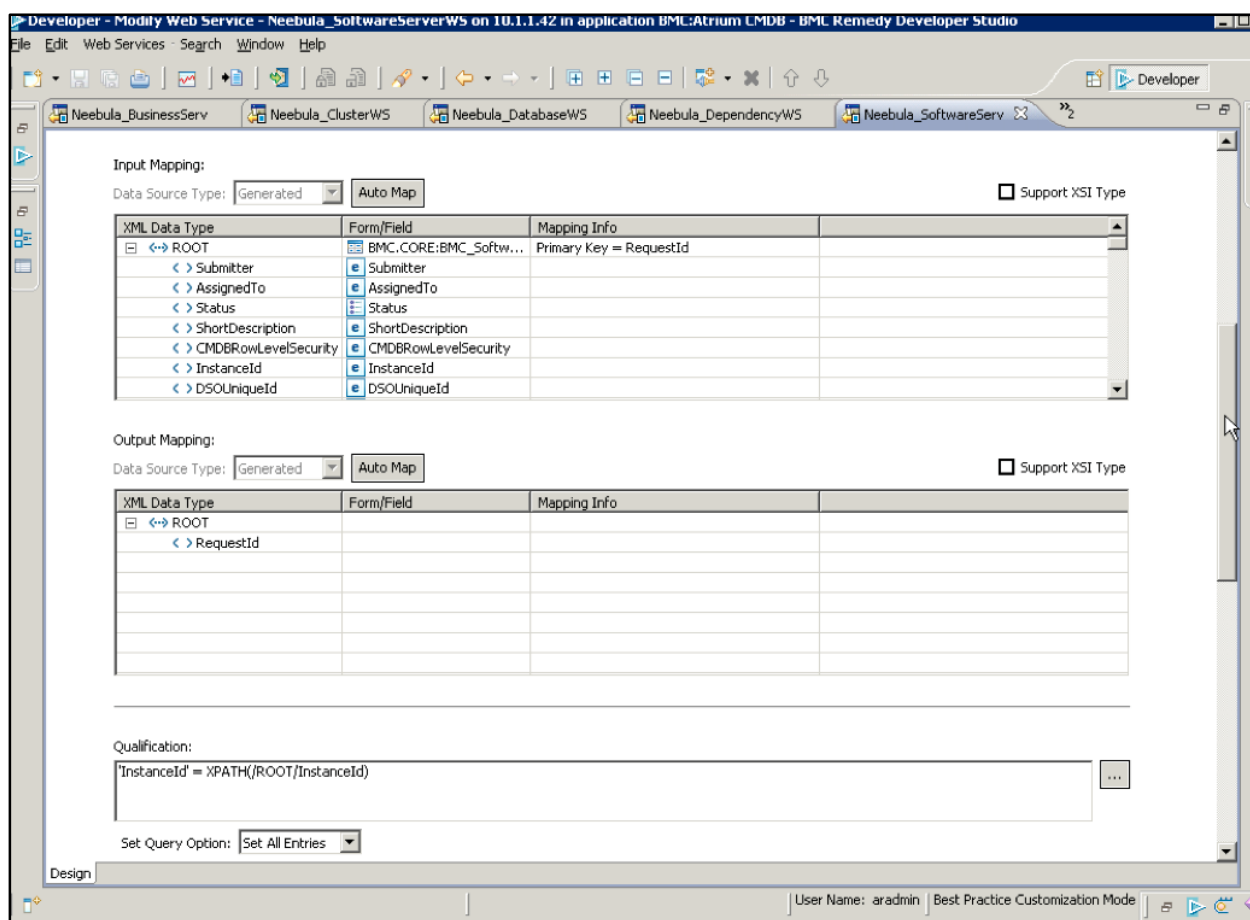 Developer - Modify Web Service - Neebula_SoftwareServerWS on 10.1.1.42 in application BMC:Atrium CMDB - BMC Remedy Developer Studio
File Edit Web Services Search Window Help
Developer
Neebula_BusinessServ Neebula_ClusterWS Neebula_DatabaseWS Neebula_DependencyWS Neebula_SoftwareServ »2
Input Mapping:
Data Source Type: Generated Auto Map Support XSI Type
XML Data Type Form/Field Mapping Info
ROOT BMC.CORE:BMC_Softw... Primary Key = RequestId
Submitter Submitter
AssignedTo AssignedTo
Status Status
ShortDescription ShortDescription
CMDBRowLevelSecurity CMDBRowLevelSecurity
InstanceId InstanceId
DSOUniqueId DSOUniqueId
Output Mapping:
Data Source Type: Generated Auto Map Support XSI Type
XML Data Type Form/Field Mapping Info
ROOT
RequestId
Qualification:
'InstanceId' = XPATH(/ROOT/InstanceId)
...
Set Query Option: Set All Entries
Design
User Name: aradmin Best Practice Customization Mode